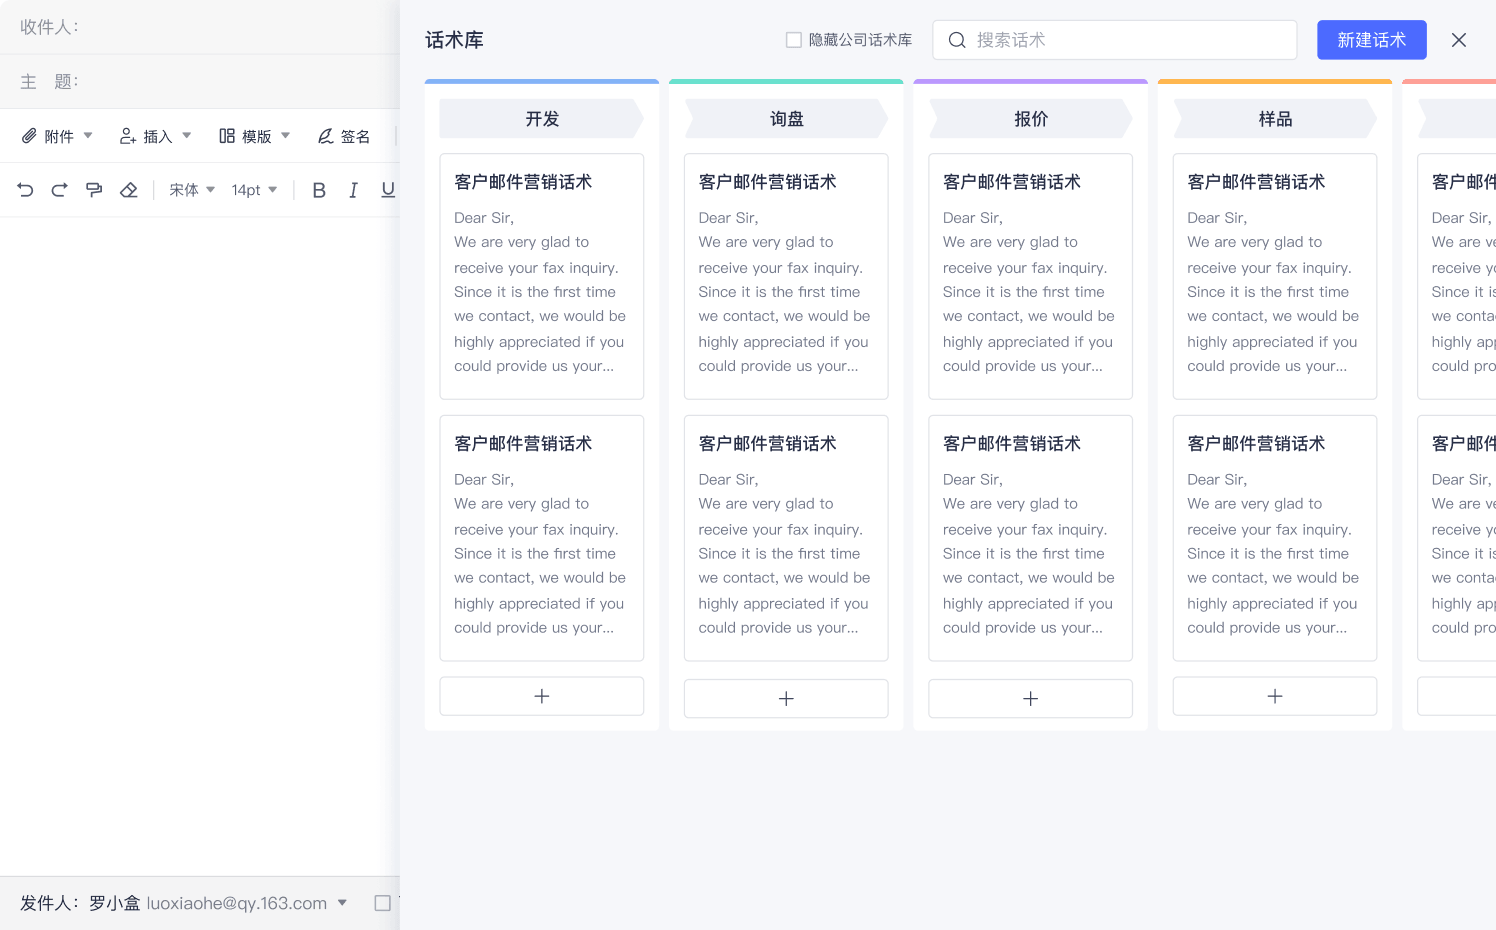 收件人：
主 题：
附件
插入
模版
签名
宋体
14pt
B
I
U
发件人：罗小盒 luoxiaohe@qy.163.com
话术库
隐藏公司话术库
搜索话术
新建话术
开发
客户邮件营销话术
Dear Sir,
We are very glad to
receive your fax inquiry.
Since it is the first time
we contact, we would be
highly appreciated if you
could provide us your...
客户邮件营销话术
Dear Sir,
We are very glad to
receive your fax inquiry.
Since it is the first time
we contact, we would be
highly appreciated if you
could provide us your...
询盘
客户邮件营销话术
Dear Sir,
We are very glad to
receive your fax inquiry.
Since it is the first time
we contact, we would be
highly appreciated if you
could provide us your...
客户邮件营销话术
Dear Sir,
We are very glad to
receive your fax inquiry.
Since it is the first time
we contact, we would be
highly appreciated if you
could provide us your...
报价
客户邮件营销话术
Dear Sir,
We are very glad to
receive your fax inquiry.
Since it is the first time
we contact, we would be
highly appreciated if you
could provide us your...
客户邮件营销话术
Dear Sir,
We are very glad to
receive your fax inquiry.
Since it is the first time
we contact, we would be
highly appreciated if you
could provide us your...
样品
客户邮件营销话术
Dear Sir,
We are very glad to
receive your fax inquiry.
Since it is the first time
we contact, we would be
highly appreciated if you
could provide us your...
客户邮件营销话术
Dear Sir,
We are very glad to
receive your fax inquiry.
Since it is the first time
we contact, we would be
highly appreciated if you
could provide us your...
客户邮件
Dear Sir,
We are
receive
Since it is
we
highly
could
客户邮件
Dear Sir,
We are
receive
Since it is
we
highly
could